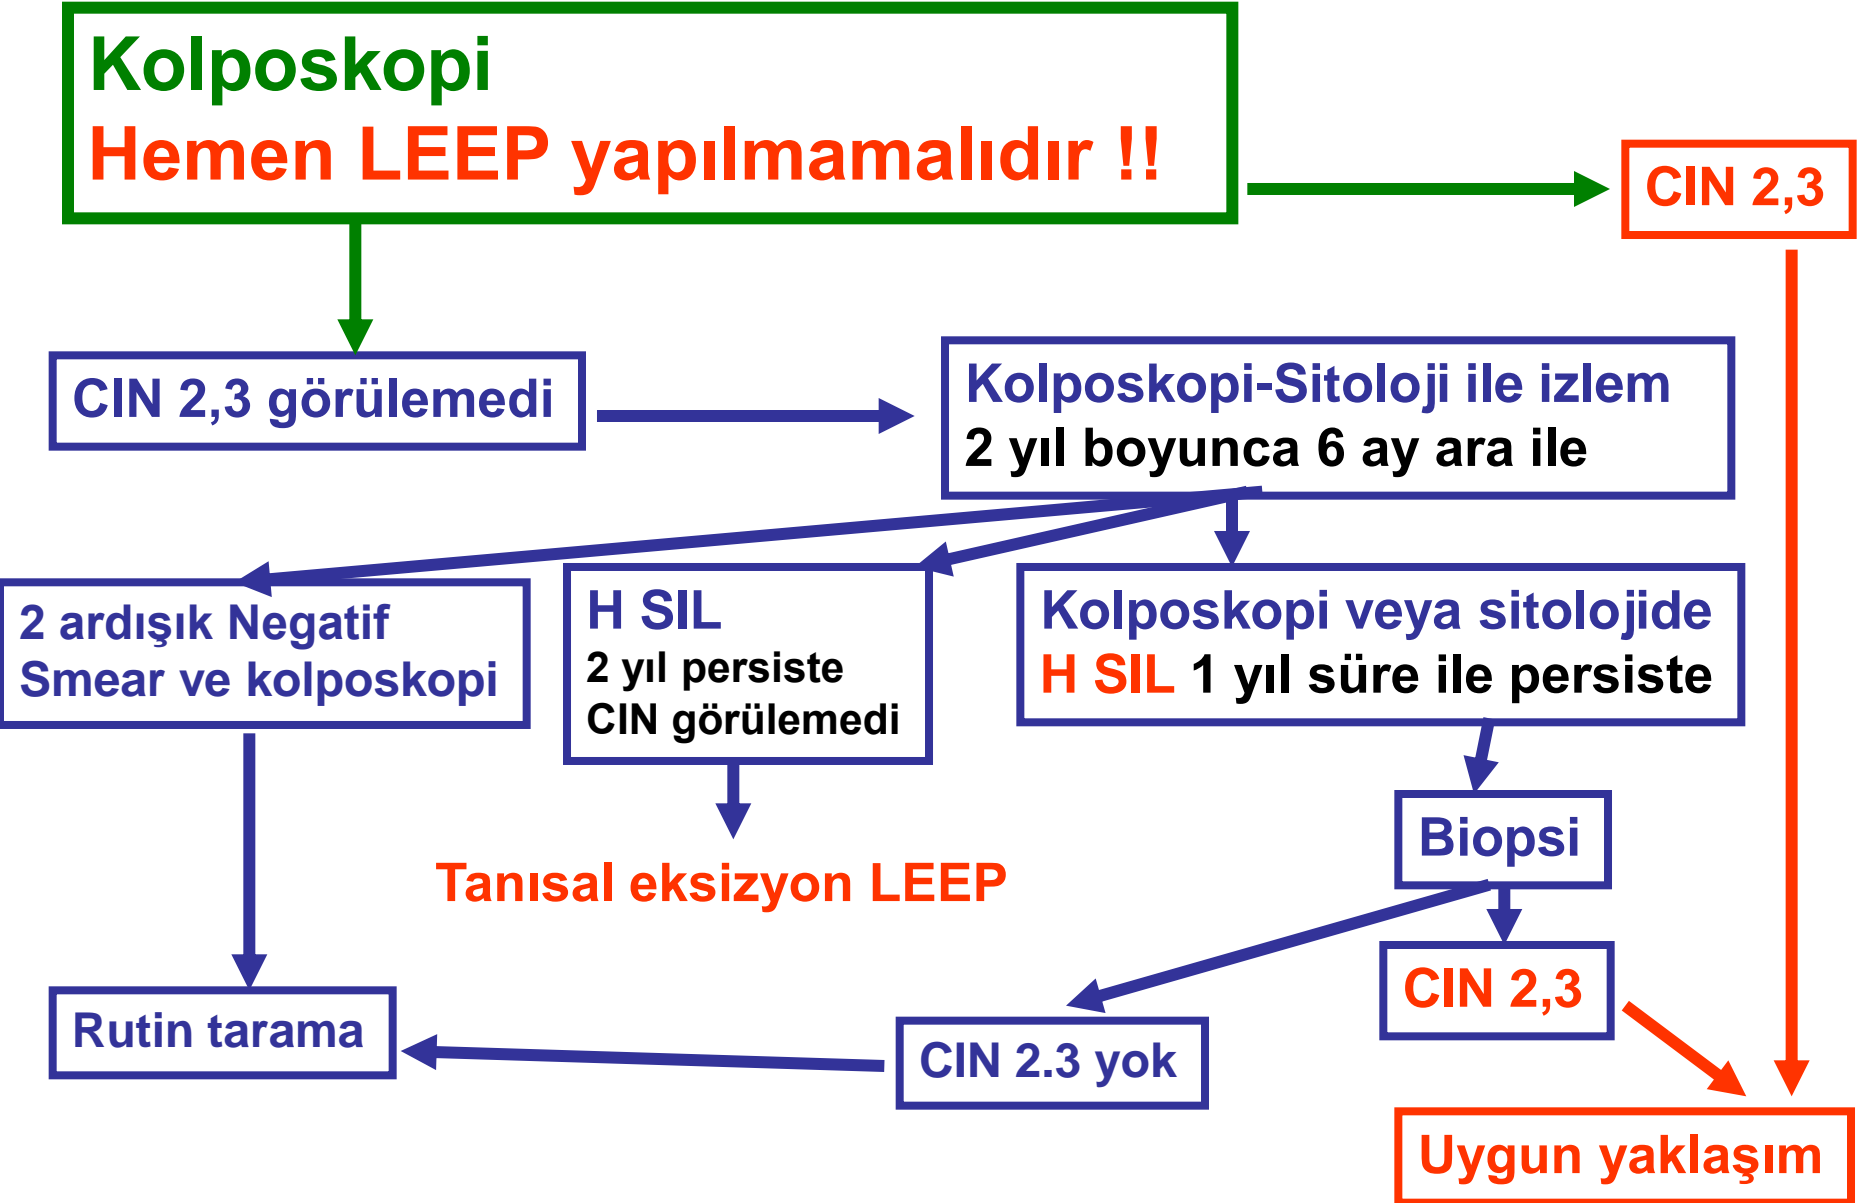 Kolposkopi
Hemen LEEP yapılmamalıdır !!
CIN 2,3
CIN 2,3 görülemedi
Kolposkopi-Sitoloji ile izlem
2 yıl boyunca 6 ay ara ile
2 ardışık Negatif
Smear ve kolposkopi
H SIL
2 yıl persiste
CIN görülemedi
Kolposkopi veya sitolojide
H SIL 1 yıl süre ile persiste
Biopsi
Tanısal eksizyon LEEP
CIN 2,3
Rutin tarama
CIN 2.3 yok
Uygun yaklaşım